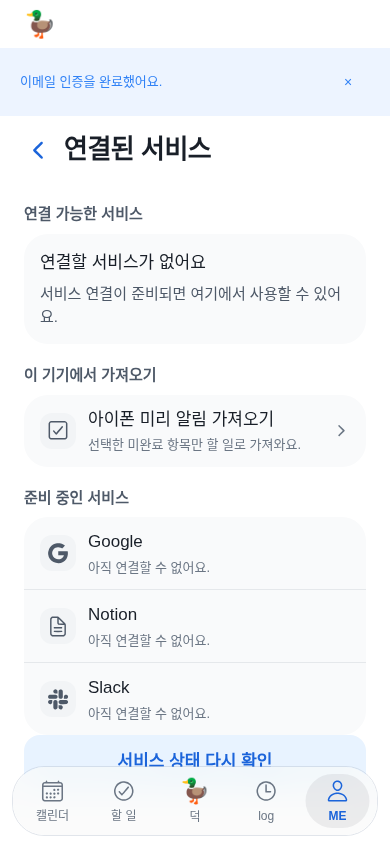 이메일 인증을 완료했어요.
×
연결된 서비스
연결 가능한 서비스
연결할 서비스가 없어요
서비스 연결이 준비되면 여기에서 사용할 수 있어
요.
이 기기에서 가져오기
아이폰 미리 알림 가져오기
선택한 미완료 항목만 할 일로 가져와요.
준비 중인 서비스
Google
아직 연결할 수 없어요.
Notion
아직 연결할 수 없어요.
Slack
아직 연결할 수 없어요.
서비스 상태 다시 확인
캘린더
할 일
덕
log
ME